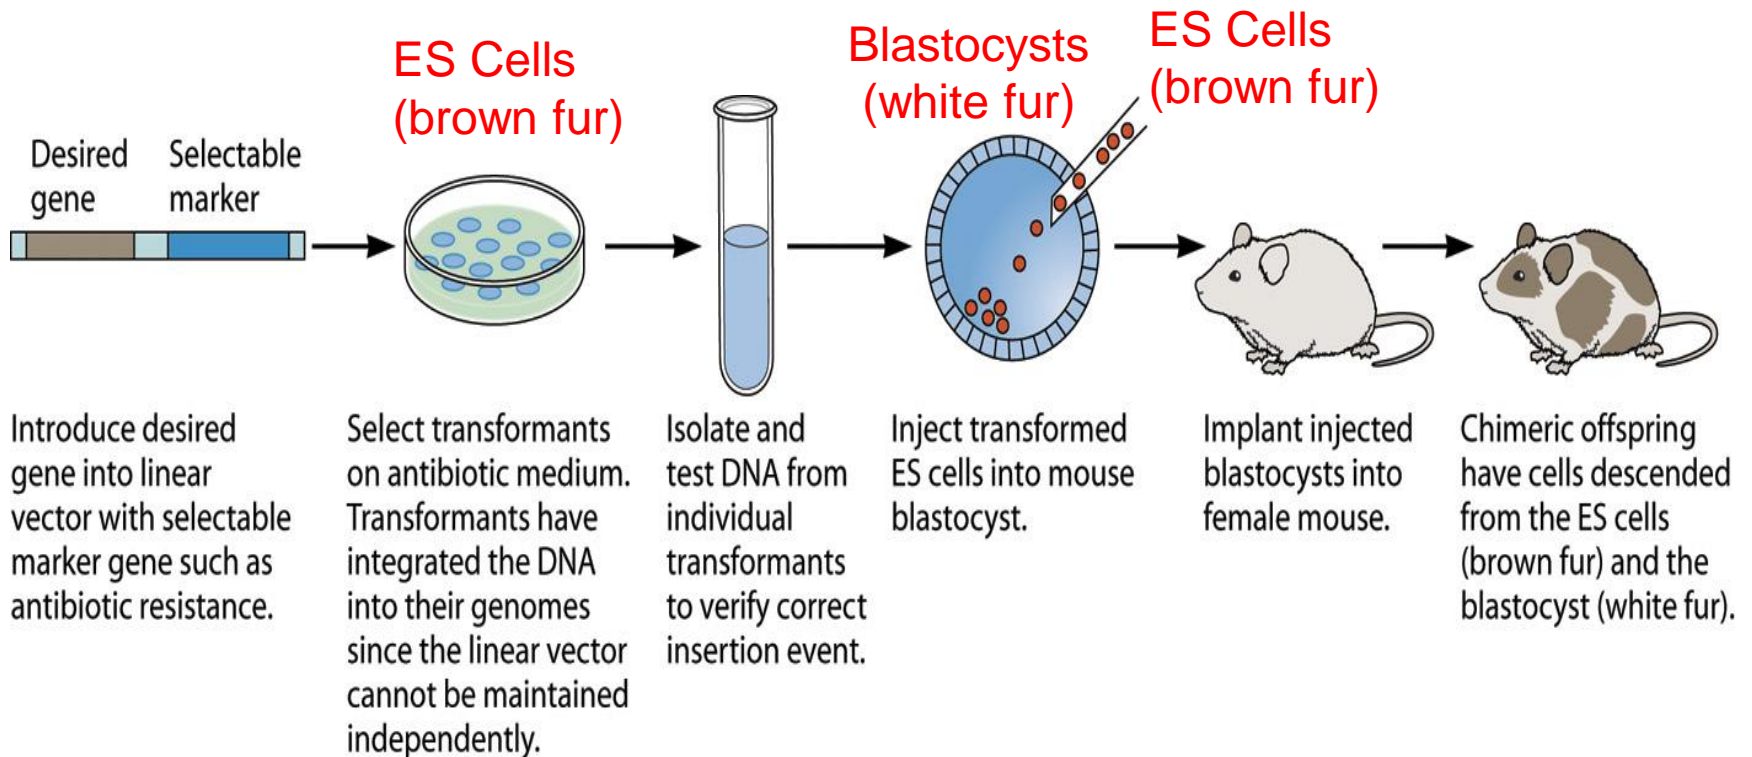 ES Cells
(brown fur)
Blastocysts
(white fur)
ES Cells
(brown fur)
Desired
gene
Selectable
marker
Introduce desired
gene into linear
vector with selectable
marker gene such as
antibiotic resistance.
Select transformants
on antibiotic medium.
Transformants have
integrated the DNA
into their genomes
since the linear vector
cannot be maintained
independently.
Isolate and
test DNA from
individual
transformants
to verify correct
insertion event.
Inject transformed
ES cells into mouse
blastocyst.
Implant injected
blastocysts into
female mouse.
Chimeric offspring
have cells descended
from the ES cells
(brown fur) and the
blastocyst (white fur).